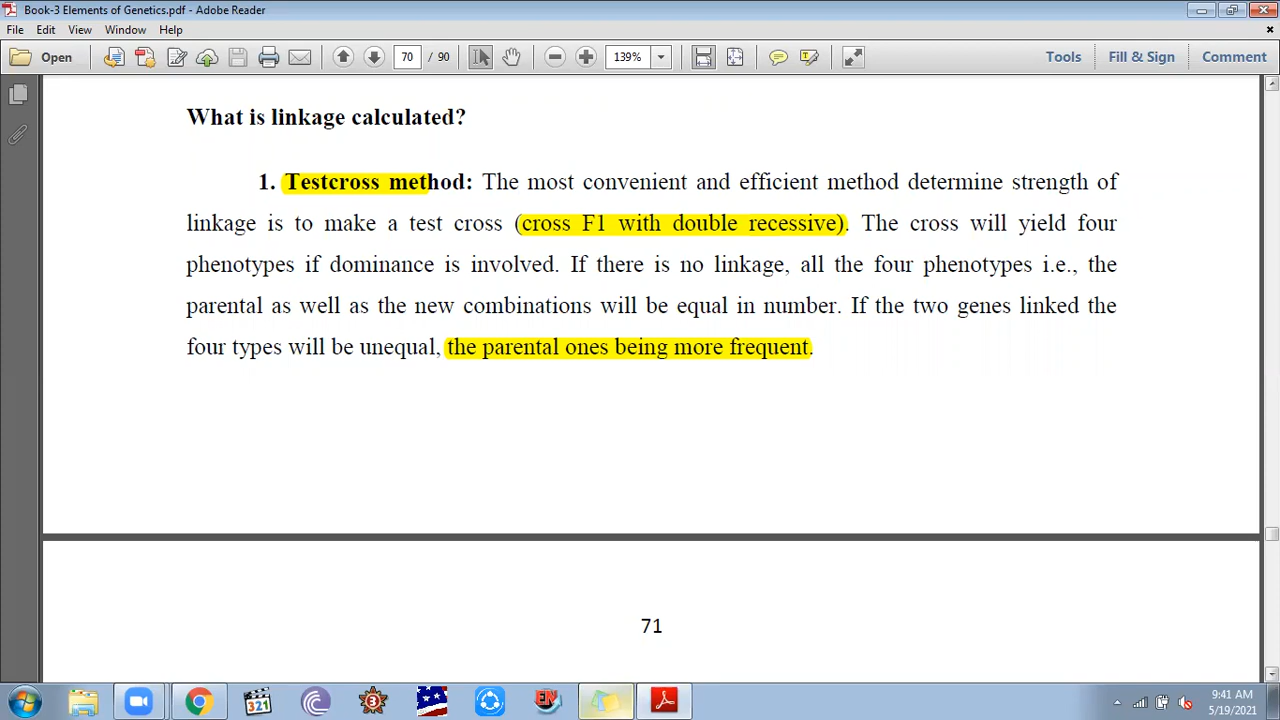 Book-3 Elements of Genetics.pdf - Adobe Reader
File Edit View Window Help
Open 70 / 90 139% Tools Fill & Sign Comment
What is linkage calculated?
1. Testcross method: The most convenient and efficient method determine strength of
linkage is to make a test cross (cross F1 with double recessive). The cross will yield four
phenotypes if dominance is involved. If there is no linkage, all the four phenotypes i.e., the
parental as well as the new combinations will be equal in number. If the two genes linked the
four types will be unequal, the parental ones being more frequent.
71
321
3
EN
9:41 AM
5/19/2021